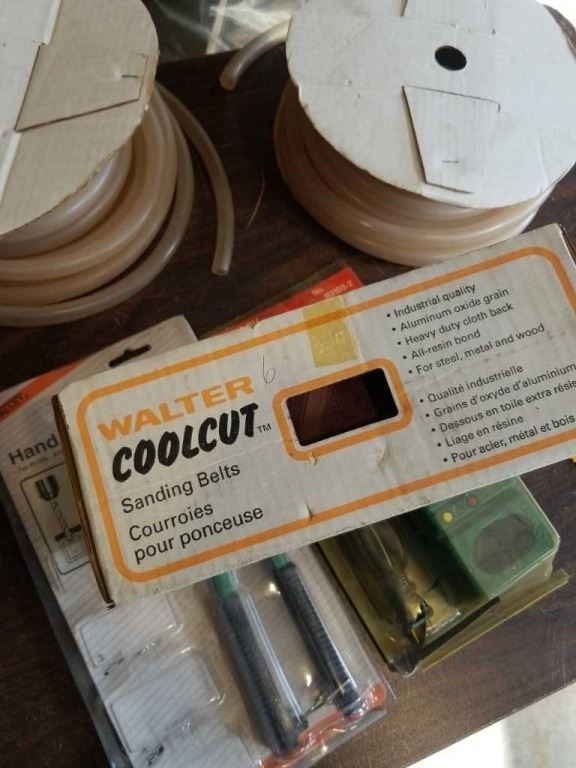 WALTER
COOLCUT™
Sanding Belts
Courroies
pour ponceuse
6
• Industrial quality
• Aluminum oxide grain
• Heavy duty cloth back
• All-resin bond
• For steel, metal and wood
• Qualité industrielle
• Grains d'oxyde d'aluminium
• Dessous en toile extra
• Liage en résine
• Pour acier, métal et bois
Hand